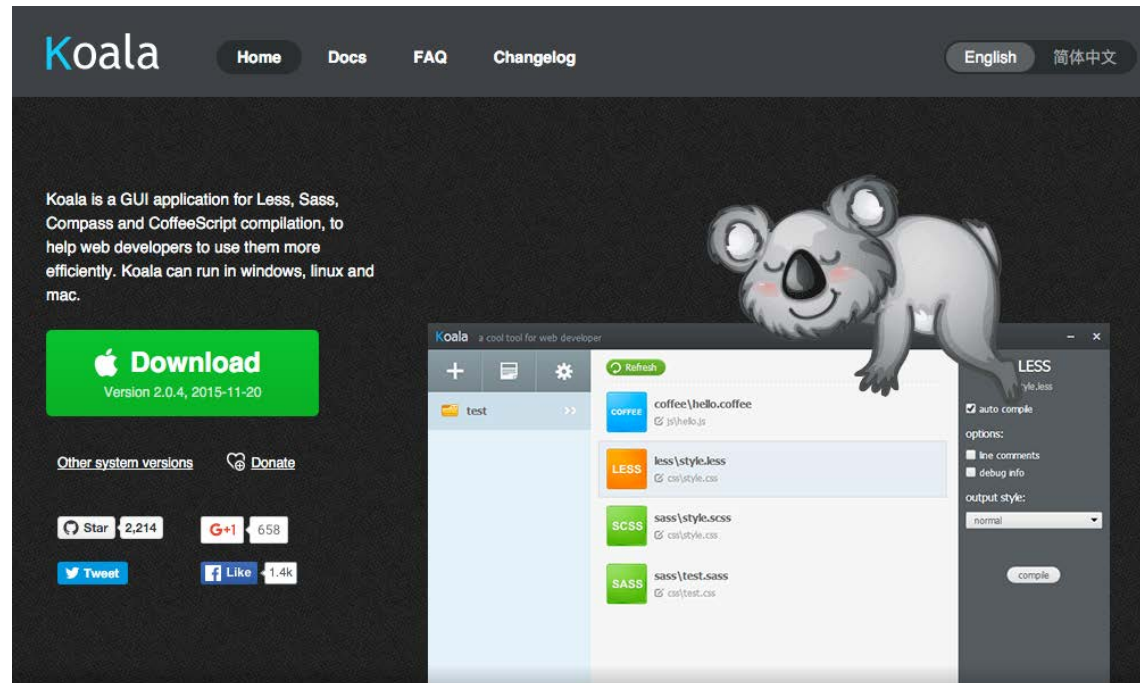 Koala
Home
Docs
FAQ
Changelog
English
简体中文
Koala is a GUI application for Less, Sass,
Compass and CoffeeScript compilation, to
help web developers to use them more
efficiently. Koala can run in windows, linux and
mac.
Download
Version 2.0.4, 2015-11-20
Other system versions
Donate
Star
2,214
G+1
658
Tweet
Like
1.4k
Koala a cool tool for web developer
test
Refresh
COFFEE
coffee\hello.coffee
js\hello.js
LESS
less\style.less
css\style.css
SCSS
sass\style.scss
css\style.css
SASS
sass\test.sass
css\test.css
LESS
auto compile
options:
line comments
debug info
output style:
normal
compile